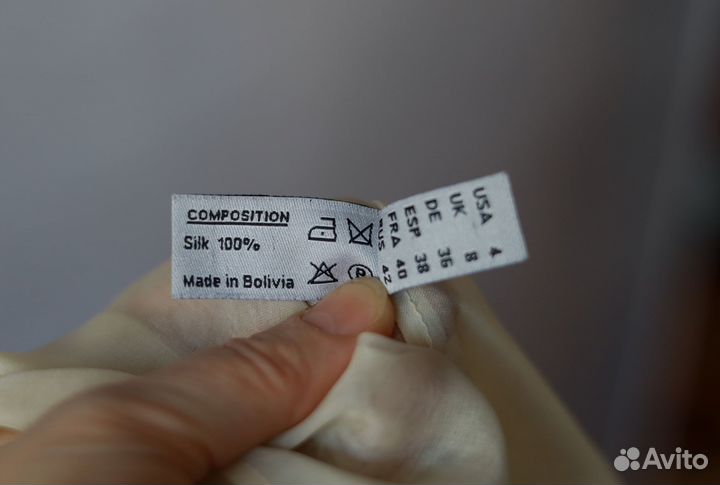 COMPOSITION
Silk 100%
Made in Bolivia
P
USA 4
UK 8
DE 36
ESP 38
FRA 40
RUS 42
Avito